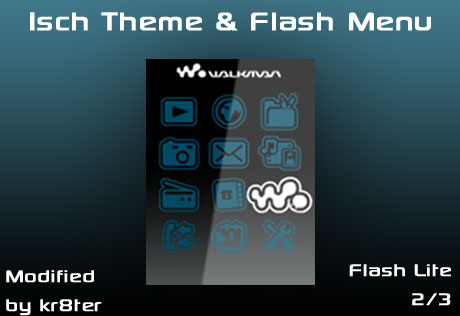 Isch Theme & Flash Menu
WALKMAN
Modified
by kr8ter
Flash Lite
2/3